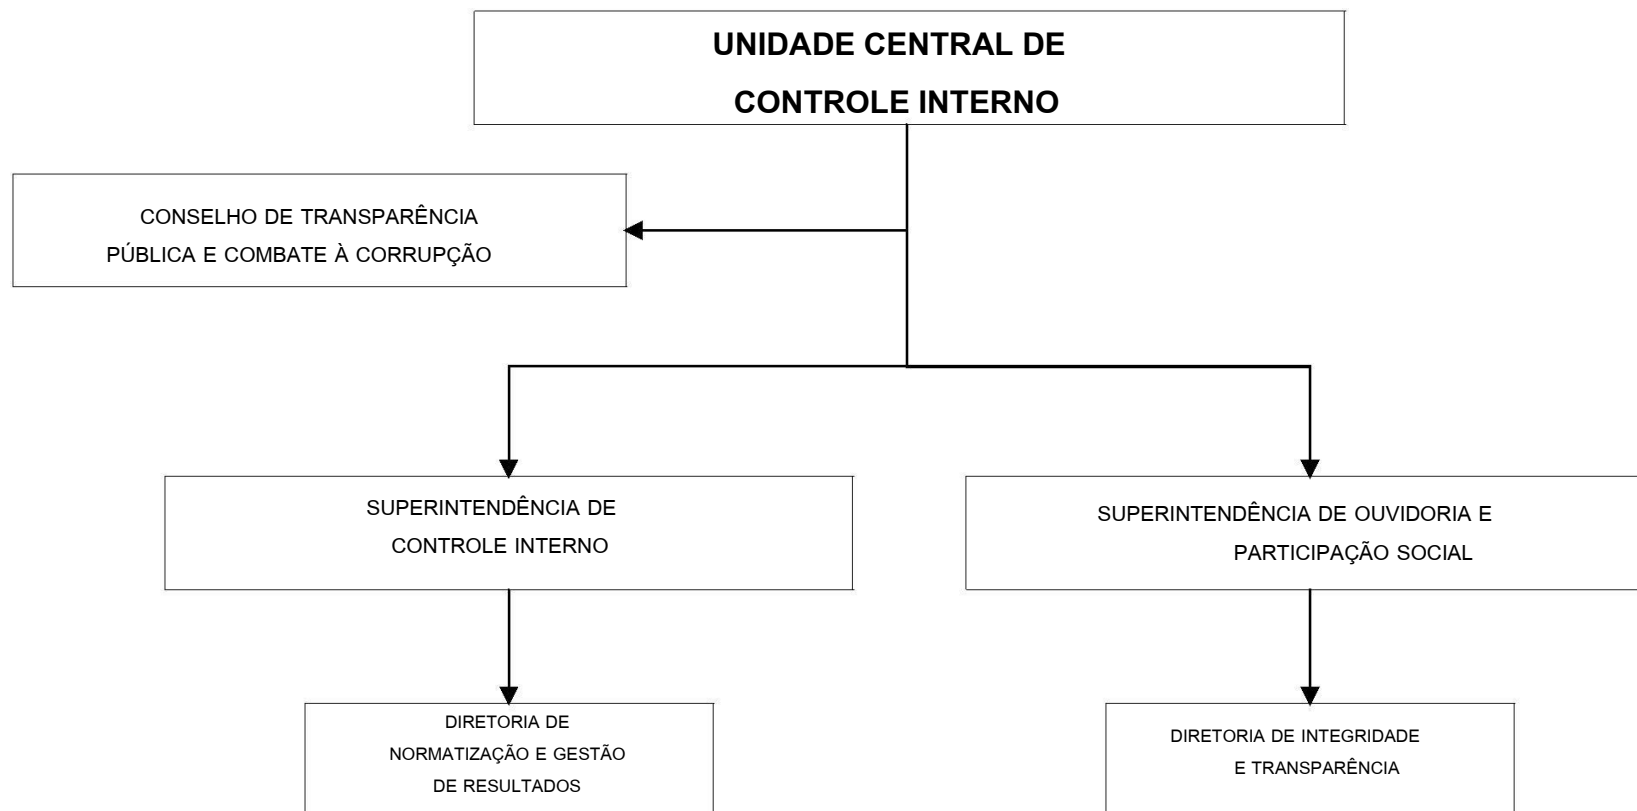 UNIDADE CENTRAL DE
CONTROLE INTERNO
CONSELHO DE TRANSPARÊNCIA
PÚBLICA E COMBATE À CORRUPÇÃO
SUPERINTENDÊNCIA DE
CONTROLE INTERNO
SUPERINTENDÊNCIA DE OUVIDORIA E
PARTICIPAÇÃO SOCIAL
DIRETORIA DE
NORMATIZAÇÃO E GESTÃO
DE RESULTADOS
DIRETORIA DE INTEGRIDADE
E TRANSPARÊNCIA